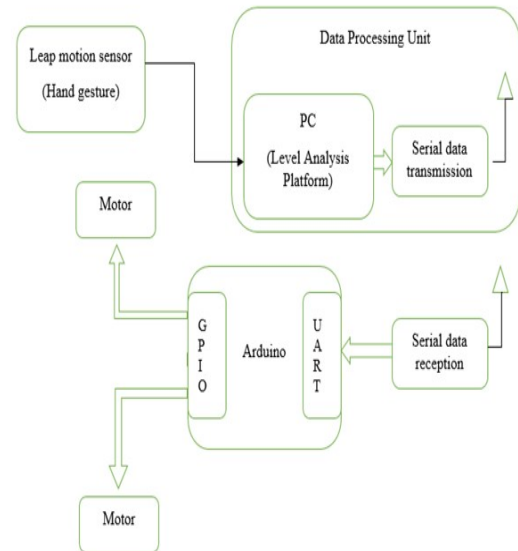 Leap motion sensor
(Hand gesture)
Data Processing Unit
PC
(Level Analysis
Platform)
Serial data
transmission
Motor
G
P
I
O
Arduino
U
A
R
T
Serial data
reception
Motor